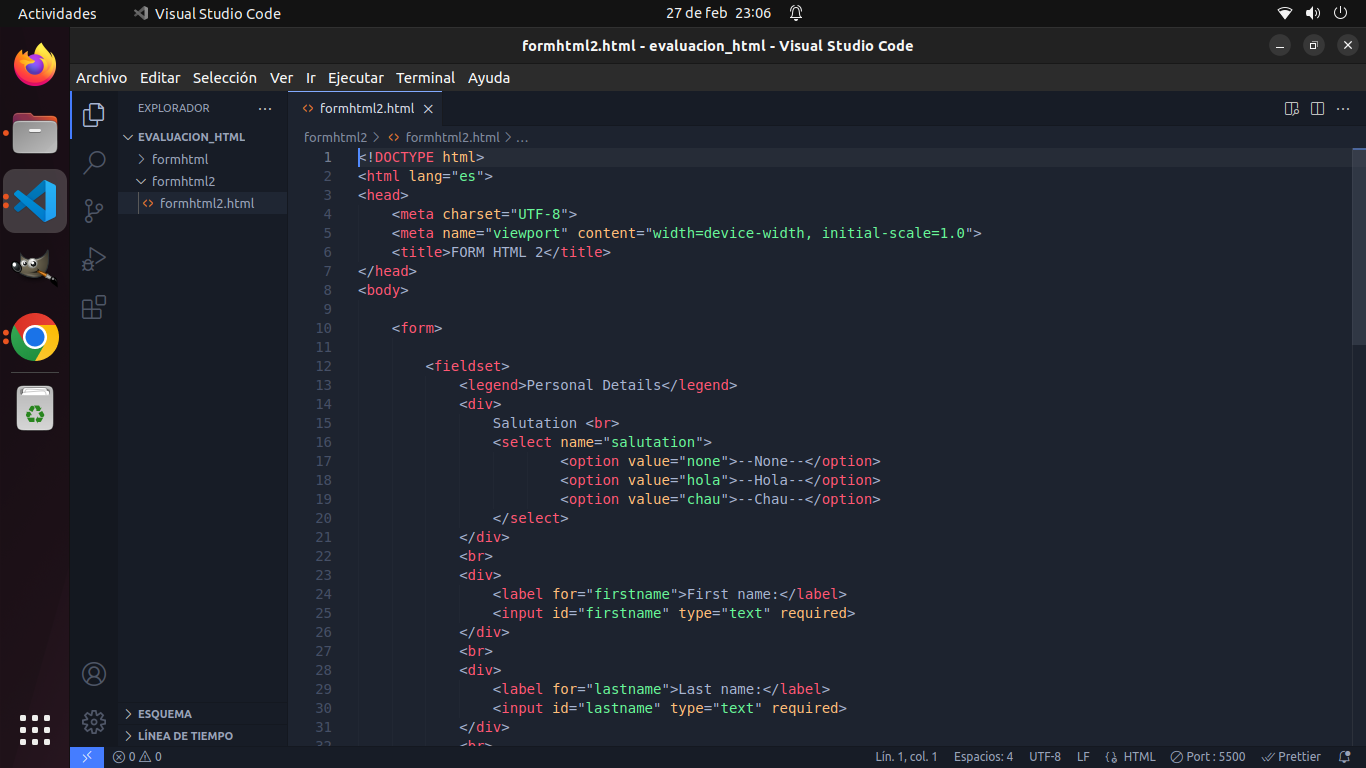 Actividades Visual Studio Code 27 de feb 23:06
formhtml2.html - evaluacion_html - Visual Studio Code
Archivo Editar Selección Ver Ir Ejecutar Terminal Ayuda
EXPLORADOR
EVALUACION_HTML
formhtml
formhtml2
formhtml2.html
ESQUEMA
LÍNEA DE TIEMPO
formhtml2.html
formhtml2 > formhtml2.html > ...
1 <!DOCTYPE html>
2 <html lang="es">
3 <head>
4 <meta charset="UTF-8">
5 <meta name="viewport" content="width=device-width, initial-scale=1.0">
6 <title>FORM HTML 2</title>
7 </head>
8 <body>
9
10 <form>
11
12 <fieldset>
13 <legend>Personal Details</legend>
14 <div>
15 Salutation <br>
16 <select name="salutation">
17 <option value="none">--None--</option>
18 <option value="hola">--Hola--</option>
19 <option value="chau">--Chau--</option>
20 </select>
21 </div>
22 <br>
23 <div>
24 <label for="firstname">First name:</label>
25 <input id="firstname" type="text" required>
26 </div>
27 <br>
28 <div>
29 <label for="lastname">Last name:</label>
30 <input id="lastname" type="text" required>
31 </div>
32 <br>
0 0 Lín. 1, col. 1 Espacios: 4 UTF-8 LF HTML Port : 5500 Prettier